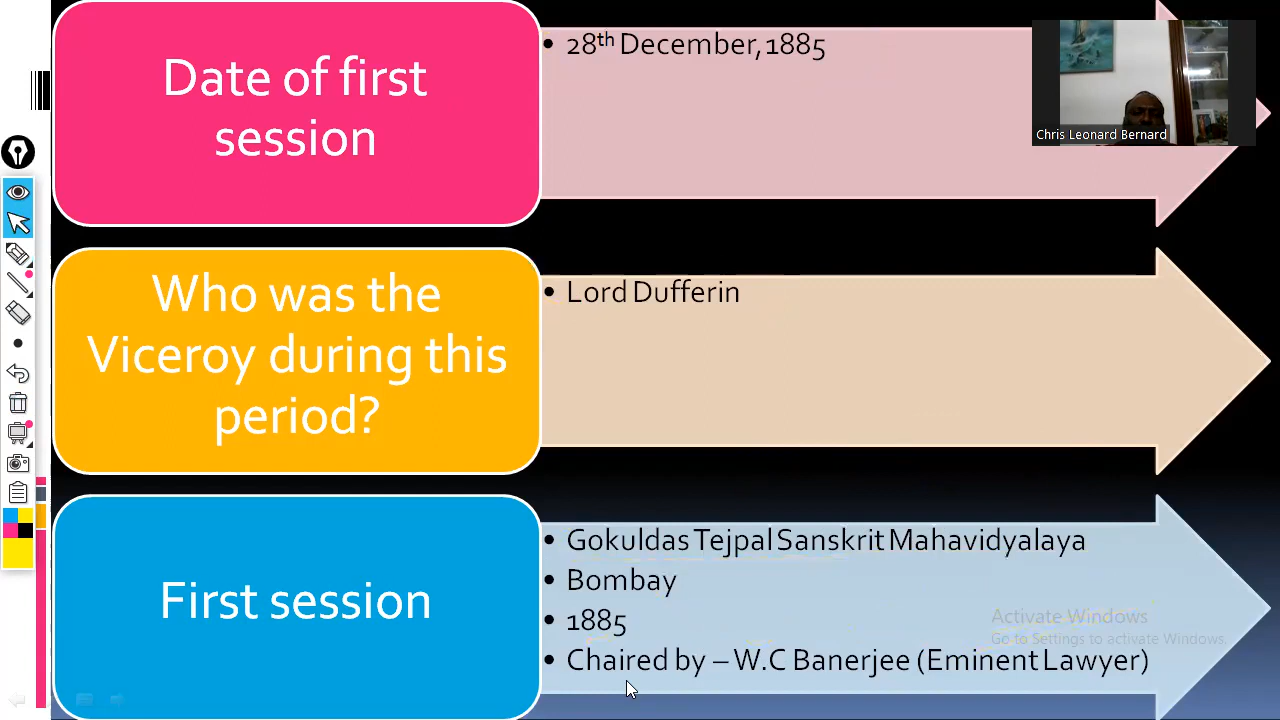 Date of first
session
• 28th December, 1885
Chris Leonard Bernard
Who was the
Viceroy during this
period?
• Lord Dufferin
First session
• Gokuldas Tejpal Sanskrit Mahavidyalaya
• Bombay
• 1885
• Chaired by – W.C Banerjee (Eminent Lawyer)
Activate Windows
Go to Settings to activate Windows.